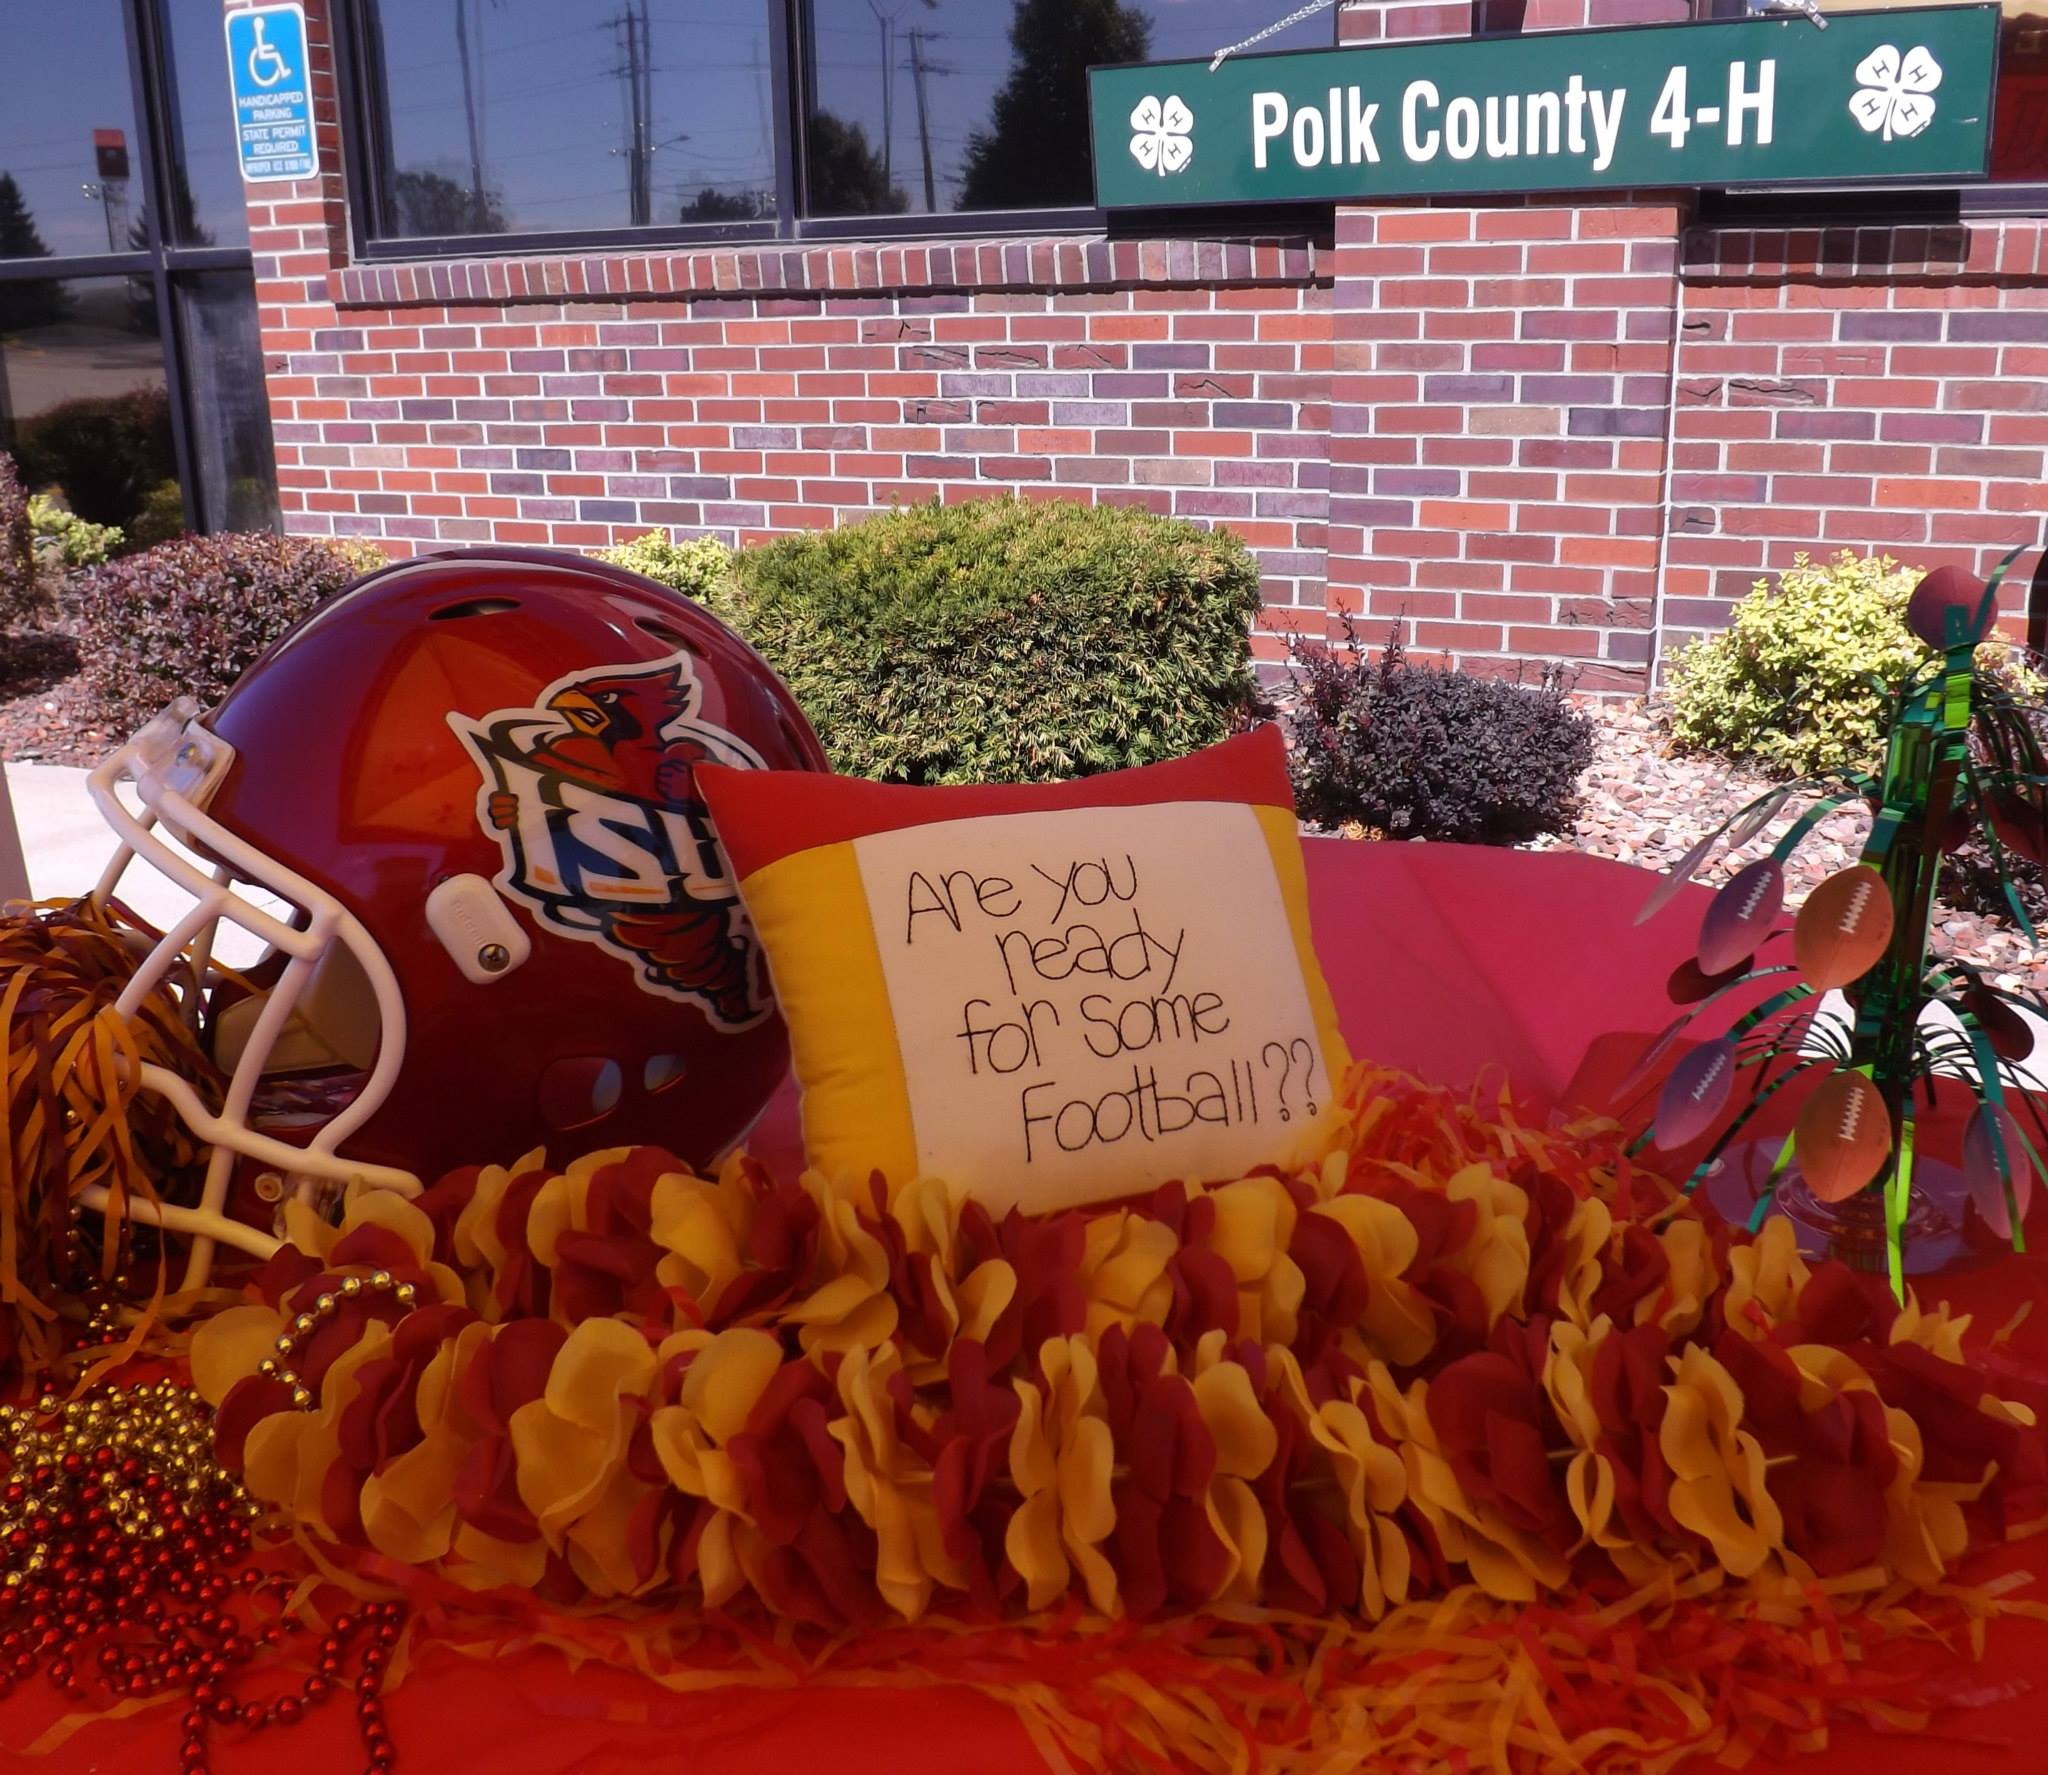 HANDICAPPED
PARKING
STATE PERMIT
REQUIRED
Polk County 4-H
H H
H H
H H
H H
ISU
Are you
ready
for Some
Football??